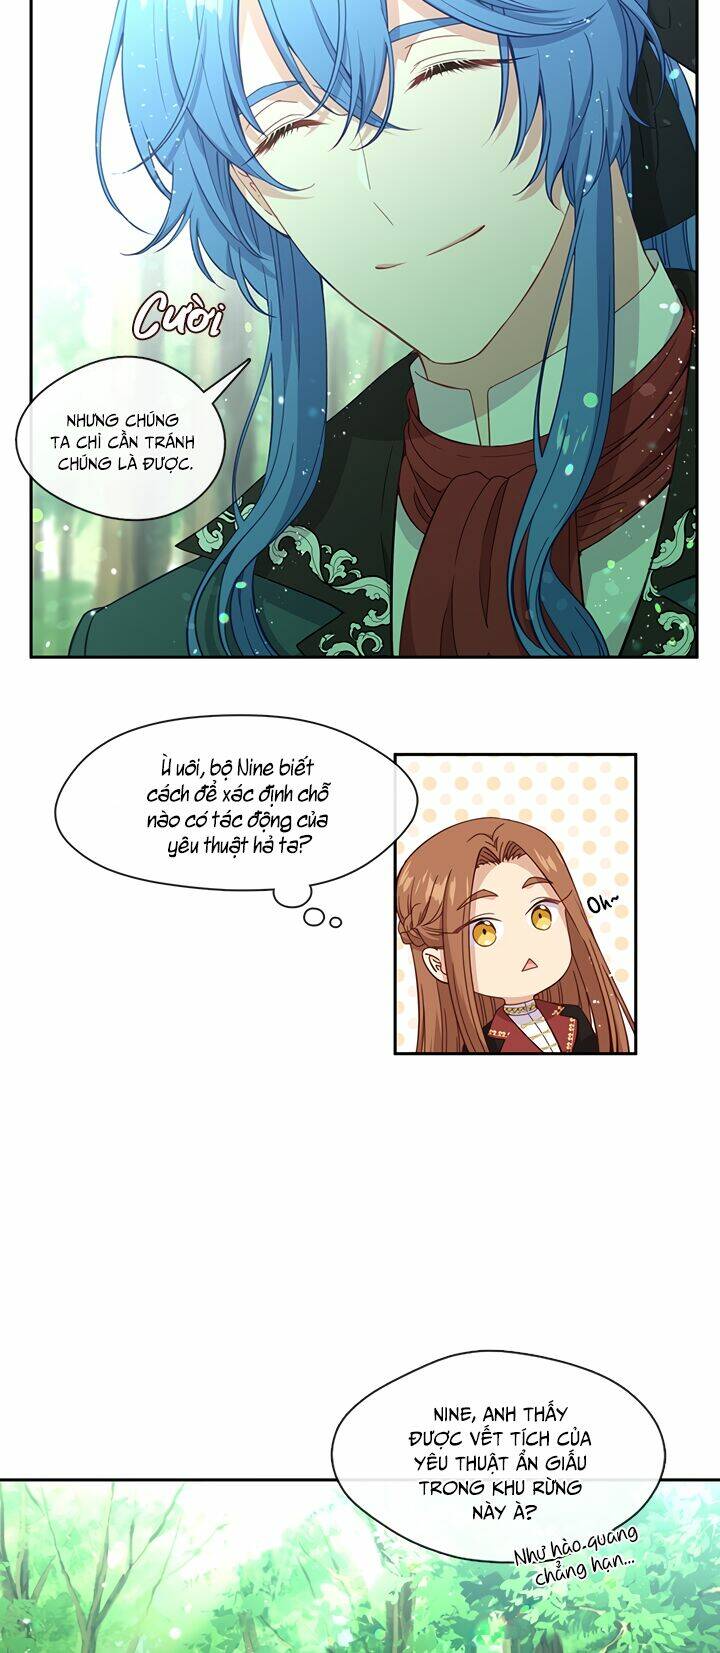 Cười
NHƯNG CHÚNG
TA CHỈ CẦN TRÁNH
CHÚNG LÀ ĐƯỢC.
Ừ uôi, bộ Nine biết
cách để xác định chỗ
nào có tác động của
yêu thuật hả ta?
Oh~
NINE, ANH THẤY
ĐƯỢC VẾT TÍCH CỦA
YÊU THUẬT ẨN GIẤU
TRONG KHU RỪNG
NÀY À?
Như hào quang
chẳng hạn...